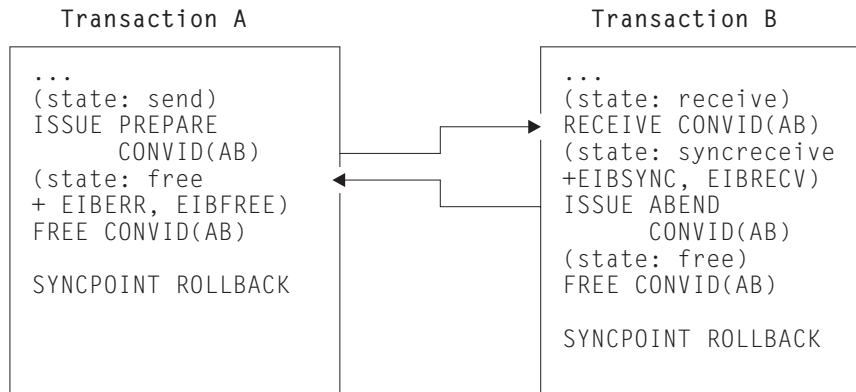 Transaction A
...
(state: send)
ISSUE PREPARE
CONVID(AB)
(state: free
+ EIBERR, EIBFREE)
FREE CONVID(AB)
SYNCPOINT ROLLBACK
Transaction B
...
(state: receive)
RECEIVE CONVID(AB)
(state: syncreceive
+EIBSYNC, EIBRECV)
ISSUE ABEND
CONVID(AB)
(state: free)
FREE CONVID(AB)
SYNCPOINT ROLLBACK